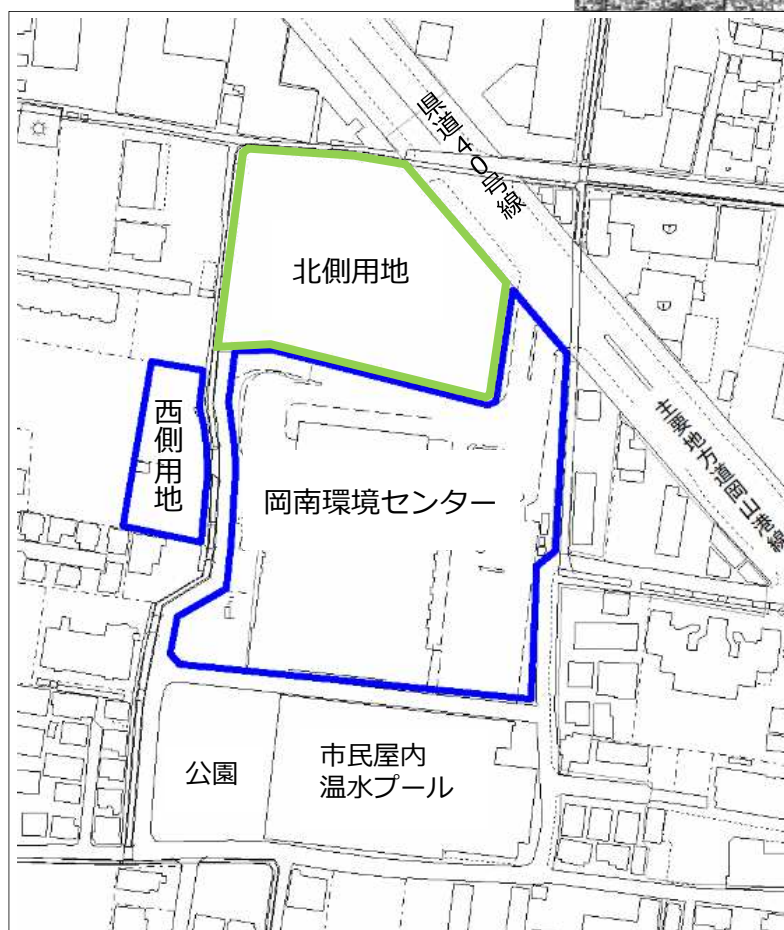 県道40号線
北側用地
西側用地
主要地方道岡山港線
岡南環境センター
公園
市民屋内
温水プール